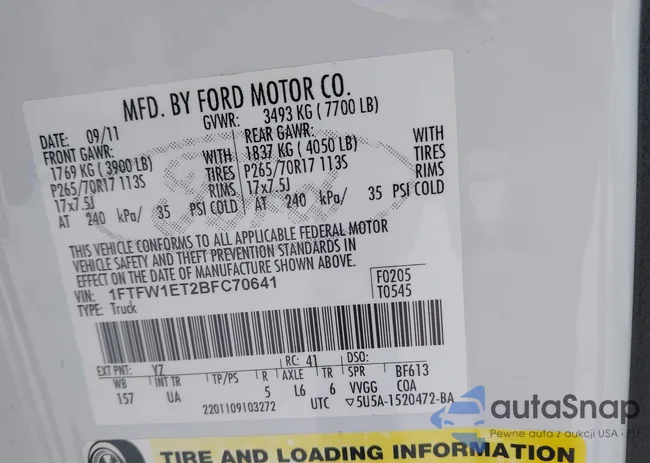 MFD. BY FORD MOTOR CO.
DATE: 09/11 GVWR: 3493 KG ( 7700 LB)
FRONT GAWR: REAR GAWR:
1769 KG (3900 LB) WITH 1837 KG ( 4050 LB) WITH
P265/70R17 113S TIRES P265/70R17 113S TIRES
17x7.5J RIMS 17x7.5J RIMS
AT 240 kPa/ 35 PSI COLD AT 240 kPa/ 35 PSI COLD
Ford
THIS VEHICLE CONFORMS TO ALL APPLICABLE FEDERAL MOTOR
VEHICLE SAFETY AND THEFT PREVENTION STANDARDS IN
EFFECT ON THE DATE OF MANUFACTURE SHOWN ABOVE.
VIN: 1FTFW1ET2BFC70641 F0205
TYPE: Truck T0545
EXT PNT: YZ RC: 41 DSO:
WB INT TR TP/PS R AXLE TR SPR BF613
157 UA 5 L6 6 VVGG COA
2201109103272 UTC 5U5A-1520472-BA
TIRE AND LOADING INFORMATION
autaSnap
Pewne auta z aukcji USA